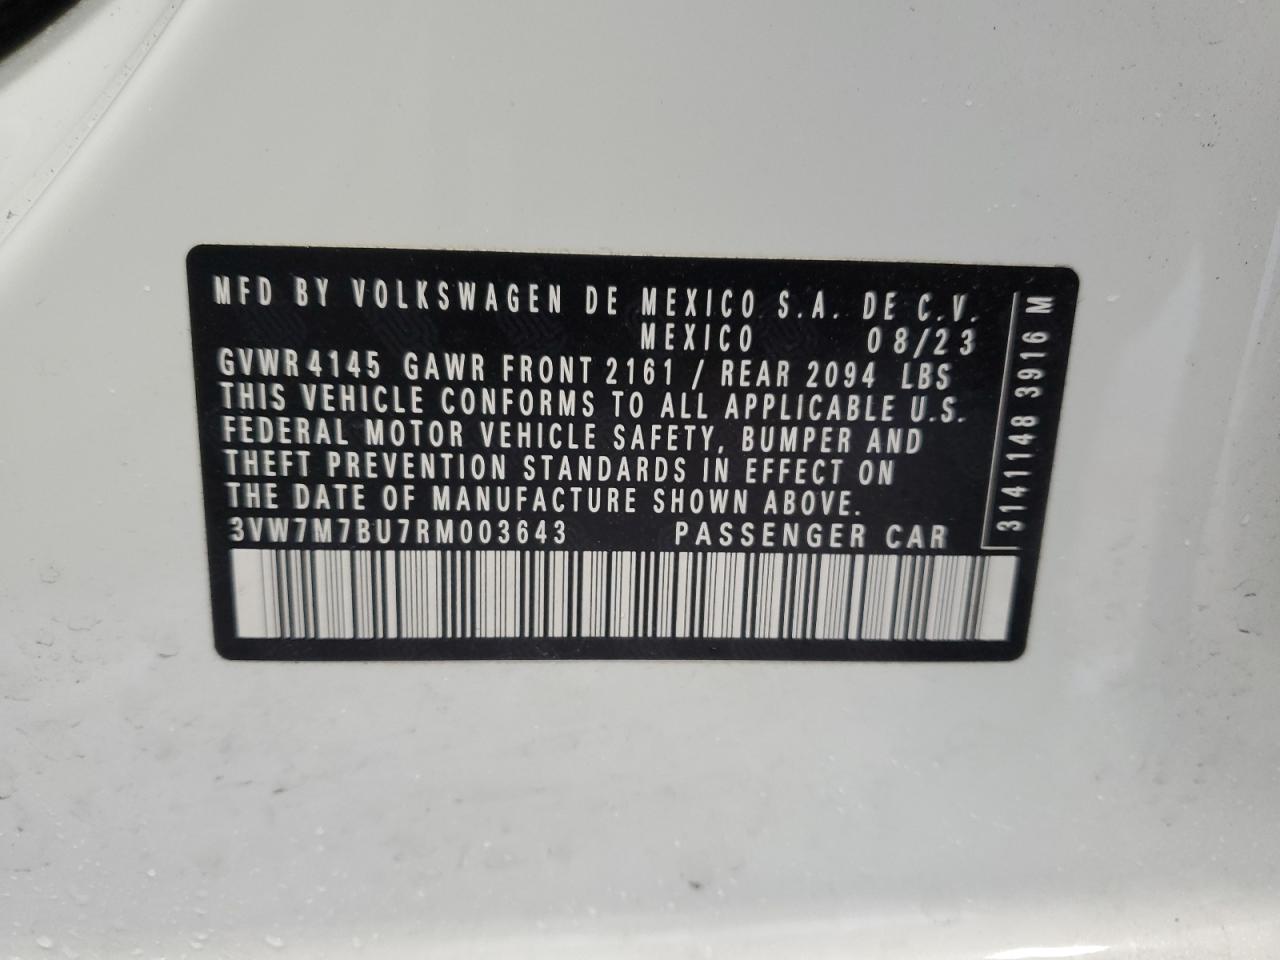 MFD BY VOLKSWAGEN DE MEXICO S.A. DE C.V.
MEXICO 08/23
GVWR 4145 GAWR FRONT 2161 / REAR 2094 LBS
THIS VEHICLE CONFORMS TO ALL APPLICABLE U.S.
FEDERAL MOTOR VEHICLE SAFETY, BUMPER AND
THEFT PREVENTION STANDARDS IN EFFECT ON
THE DATE OF MANUFACTURE SHOWN ABOVE.
3VW7M7BU7RM003643 PASSENGER CAR
3141148 3916 M